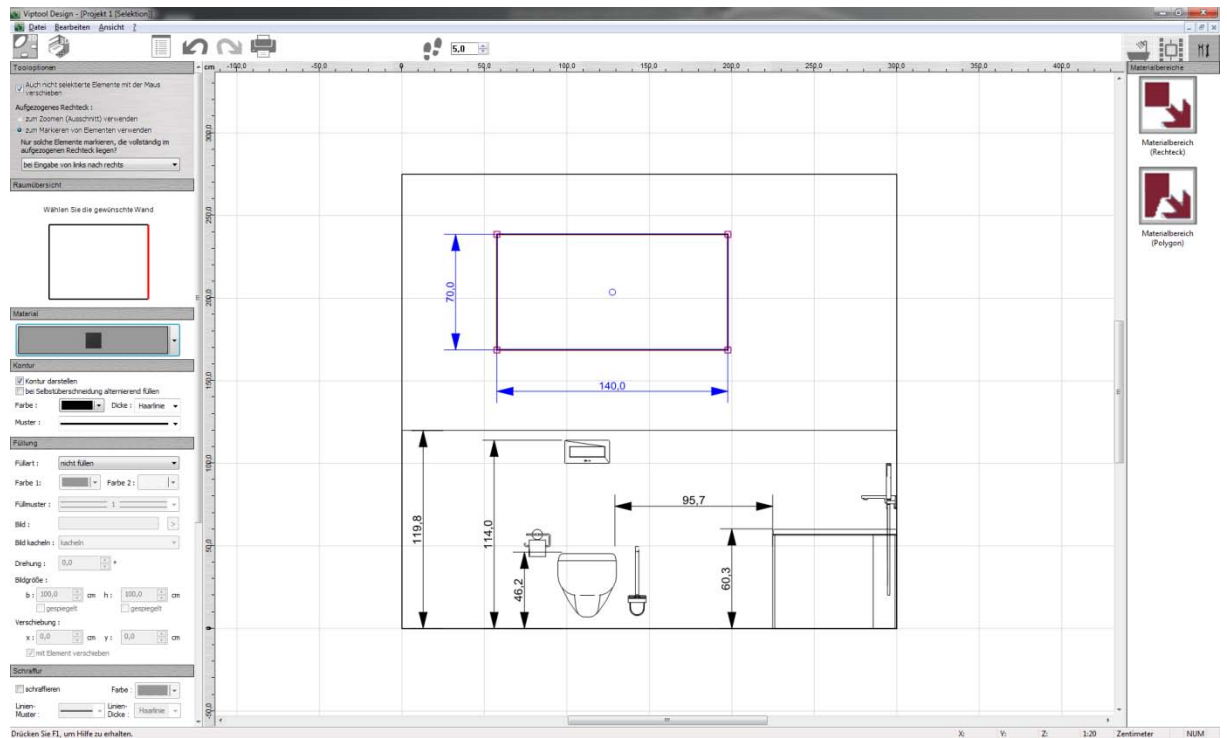 Viptool Design - [Projekt 1 [Selektion]]
Datei Bearbeiten Ansicht ?
5,0
Tooloptionen
Auch nicht selektierte Elemente mit der Maus
verschieben
Aufgezogenes Rechteck :
zum Zoomen (Ausschnitt) verwenden
zum Markieren von Elementen verwenden
Nur solche Elemente markieren, die vollständig im
aufgezogenen Rechteck liegen?
bei Eingabe von links nach rechts
Raumübersicht
Wählen Sie die gewünschte Wand
Material
Kontur
Kontur darstellen
bei Selbstüberschneidung alternierend füllen
Farbe : Dicke : Haarlinie
Muster :
Füllung
Füllart : nicht füllen
Farbe 1: Farbe 2 :
Füllmuster : 1
Bild : >
Bild kacheln : kacheln
Drehung : 0,0 °
Bildgröße :
b : 100,0 cm h : 100,0 cm
gespiegelt gespiegelt
Verschiebung :
x : 0,0 cm y : 0,0 cm
mit Element verschieben
Schraffur
schraffieren Farbe :
Linien- Linien-
Muster : Dicke : Haarlinie
cm -100,0 -50,0 0 50,0 100,0 150,0 200,0 250,0 300,0 350,0 400,0
300,0
250,0
200,0
150,0
100,0
50,0
0
-50,0
70,0
140,0
119,8
114,0
46,2
95,7
60,3
Materialbereiche
Materialbereich
(Rechteck)
Materialbereich
(Polygon)
Drücken Sie F1, um Hilfe zu erhalten. X: Y: Z: 1:20 Zentimeter NUM